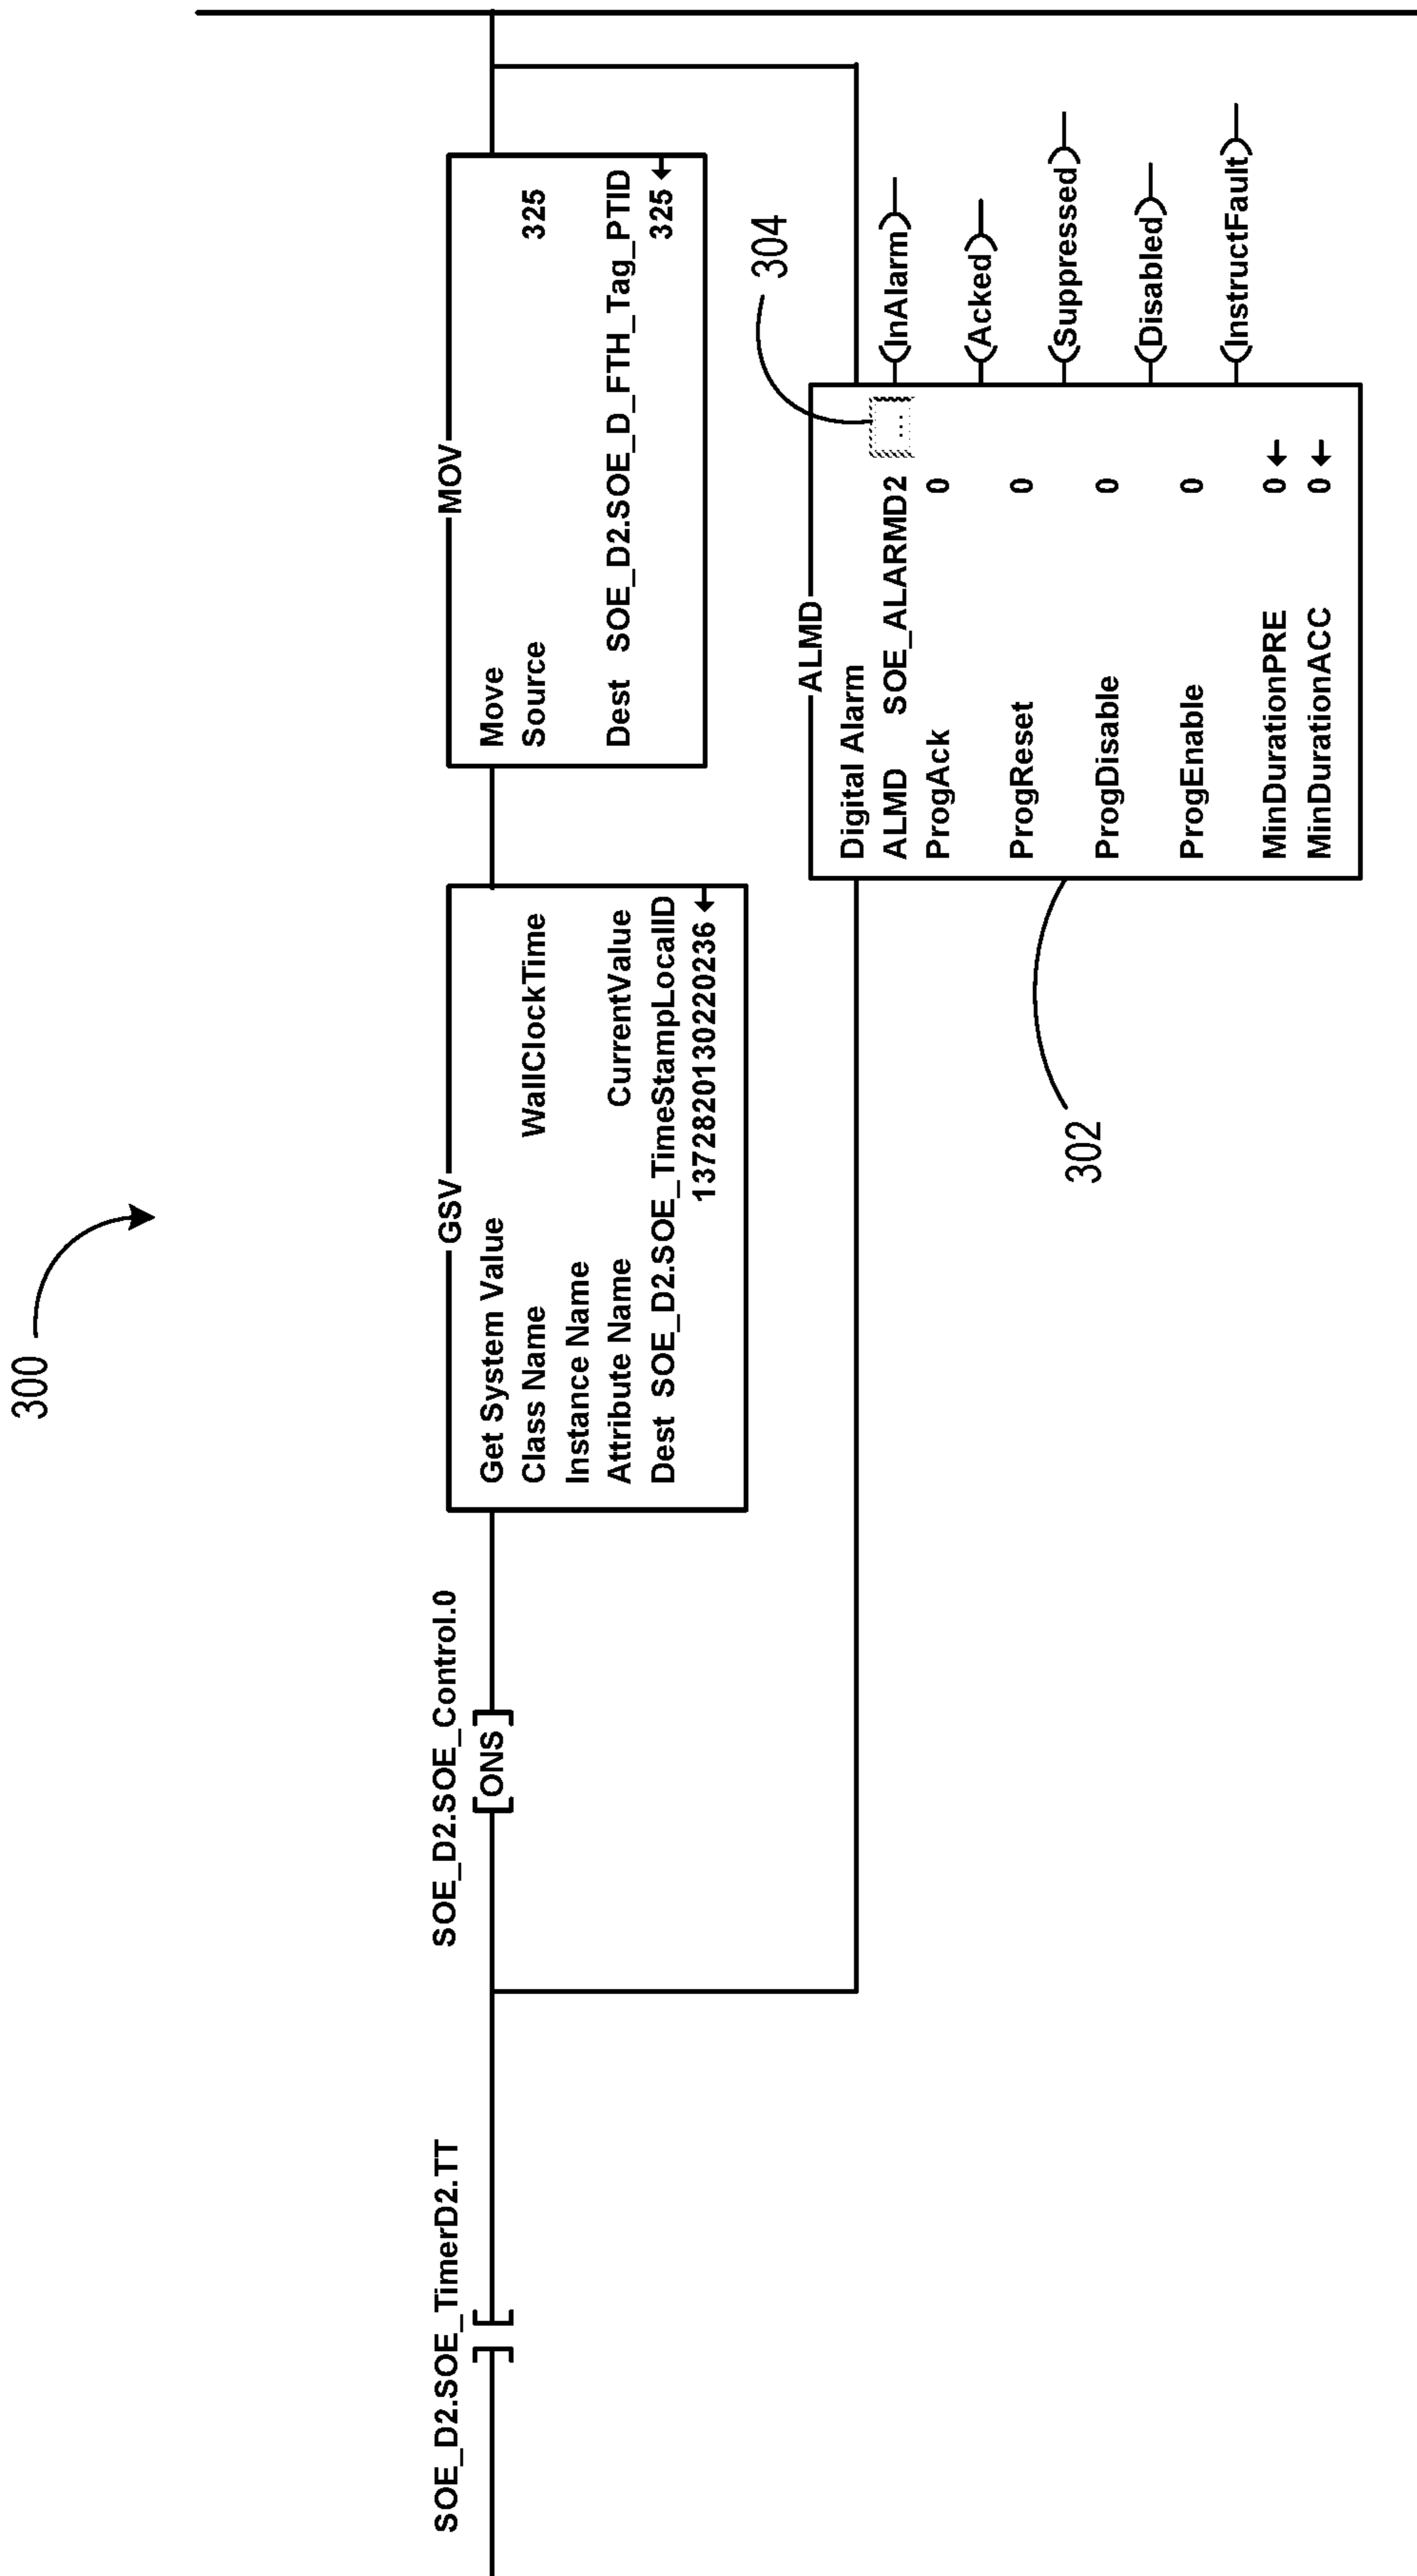 300
SOE_D2.SOE_TimerD2.TT
SOE_D2.SOE_Control.0
[ONS]
GSV
Get System Value
Class Name WallClockTime
Instance Name
Attribute Name CurrentValue
Dest SOE_D2.SOE_TimeStampLocalID
1372820130220236
MOV
Move
Source 325
Dest SOE_D2.SOE_D_FTH_Tag_PTID
325
304
302
ALMD
Digital Alarm
ALMD SOE_ALARMD2 ...
ProgAck 0
ProgReset 0
ProgDisable 0
ProgEnable 0
MinDurationPRE 0
MinDurationACC 0
(InAlarm)
(Acked)
(Suppressed)
(Disabled)
(InstructFault)